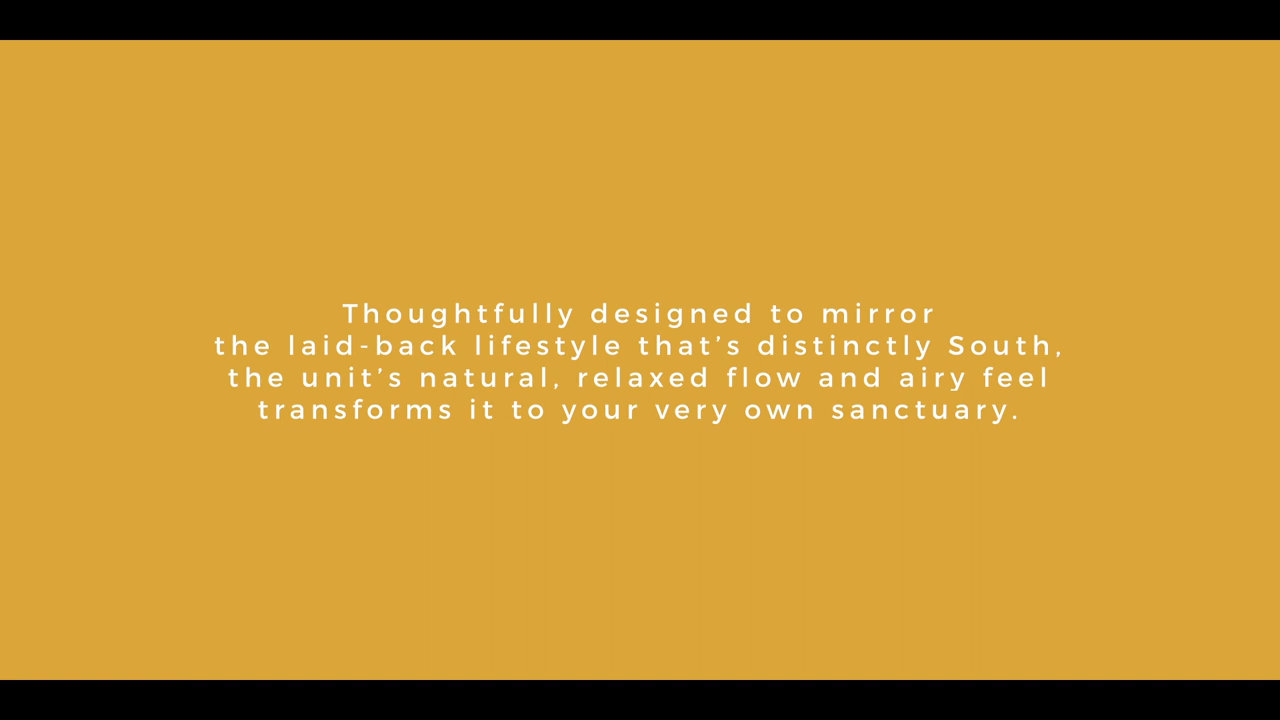 Thoughtfully designed to mirror
the laid-back lifestyle that’s distinctly South,
the unit’s natural, relaxed flow and airy feel
transforms it to your very own sanctuary.